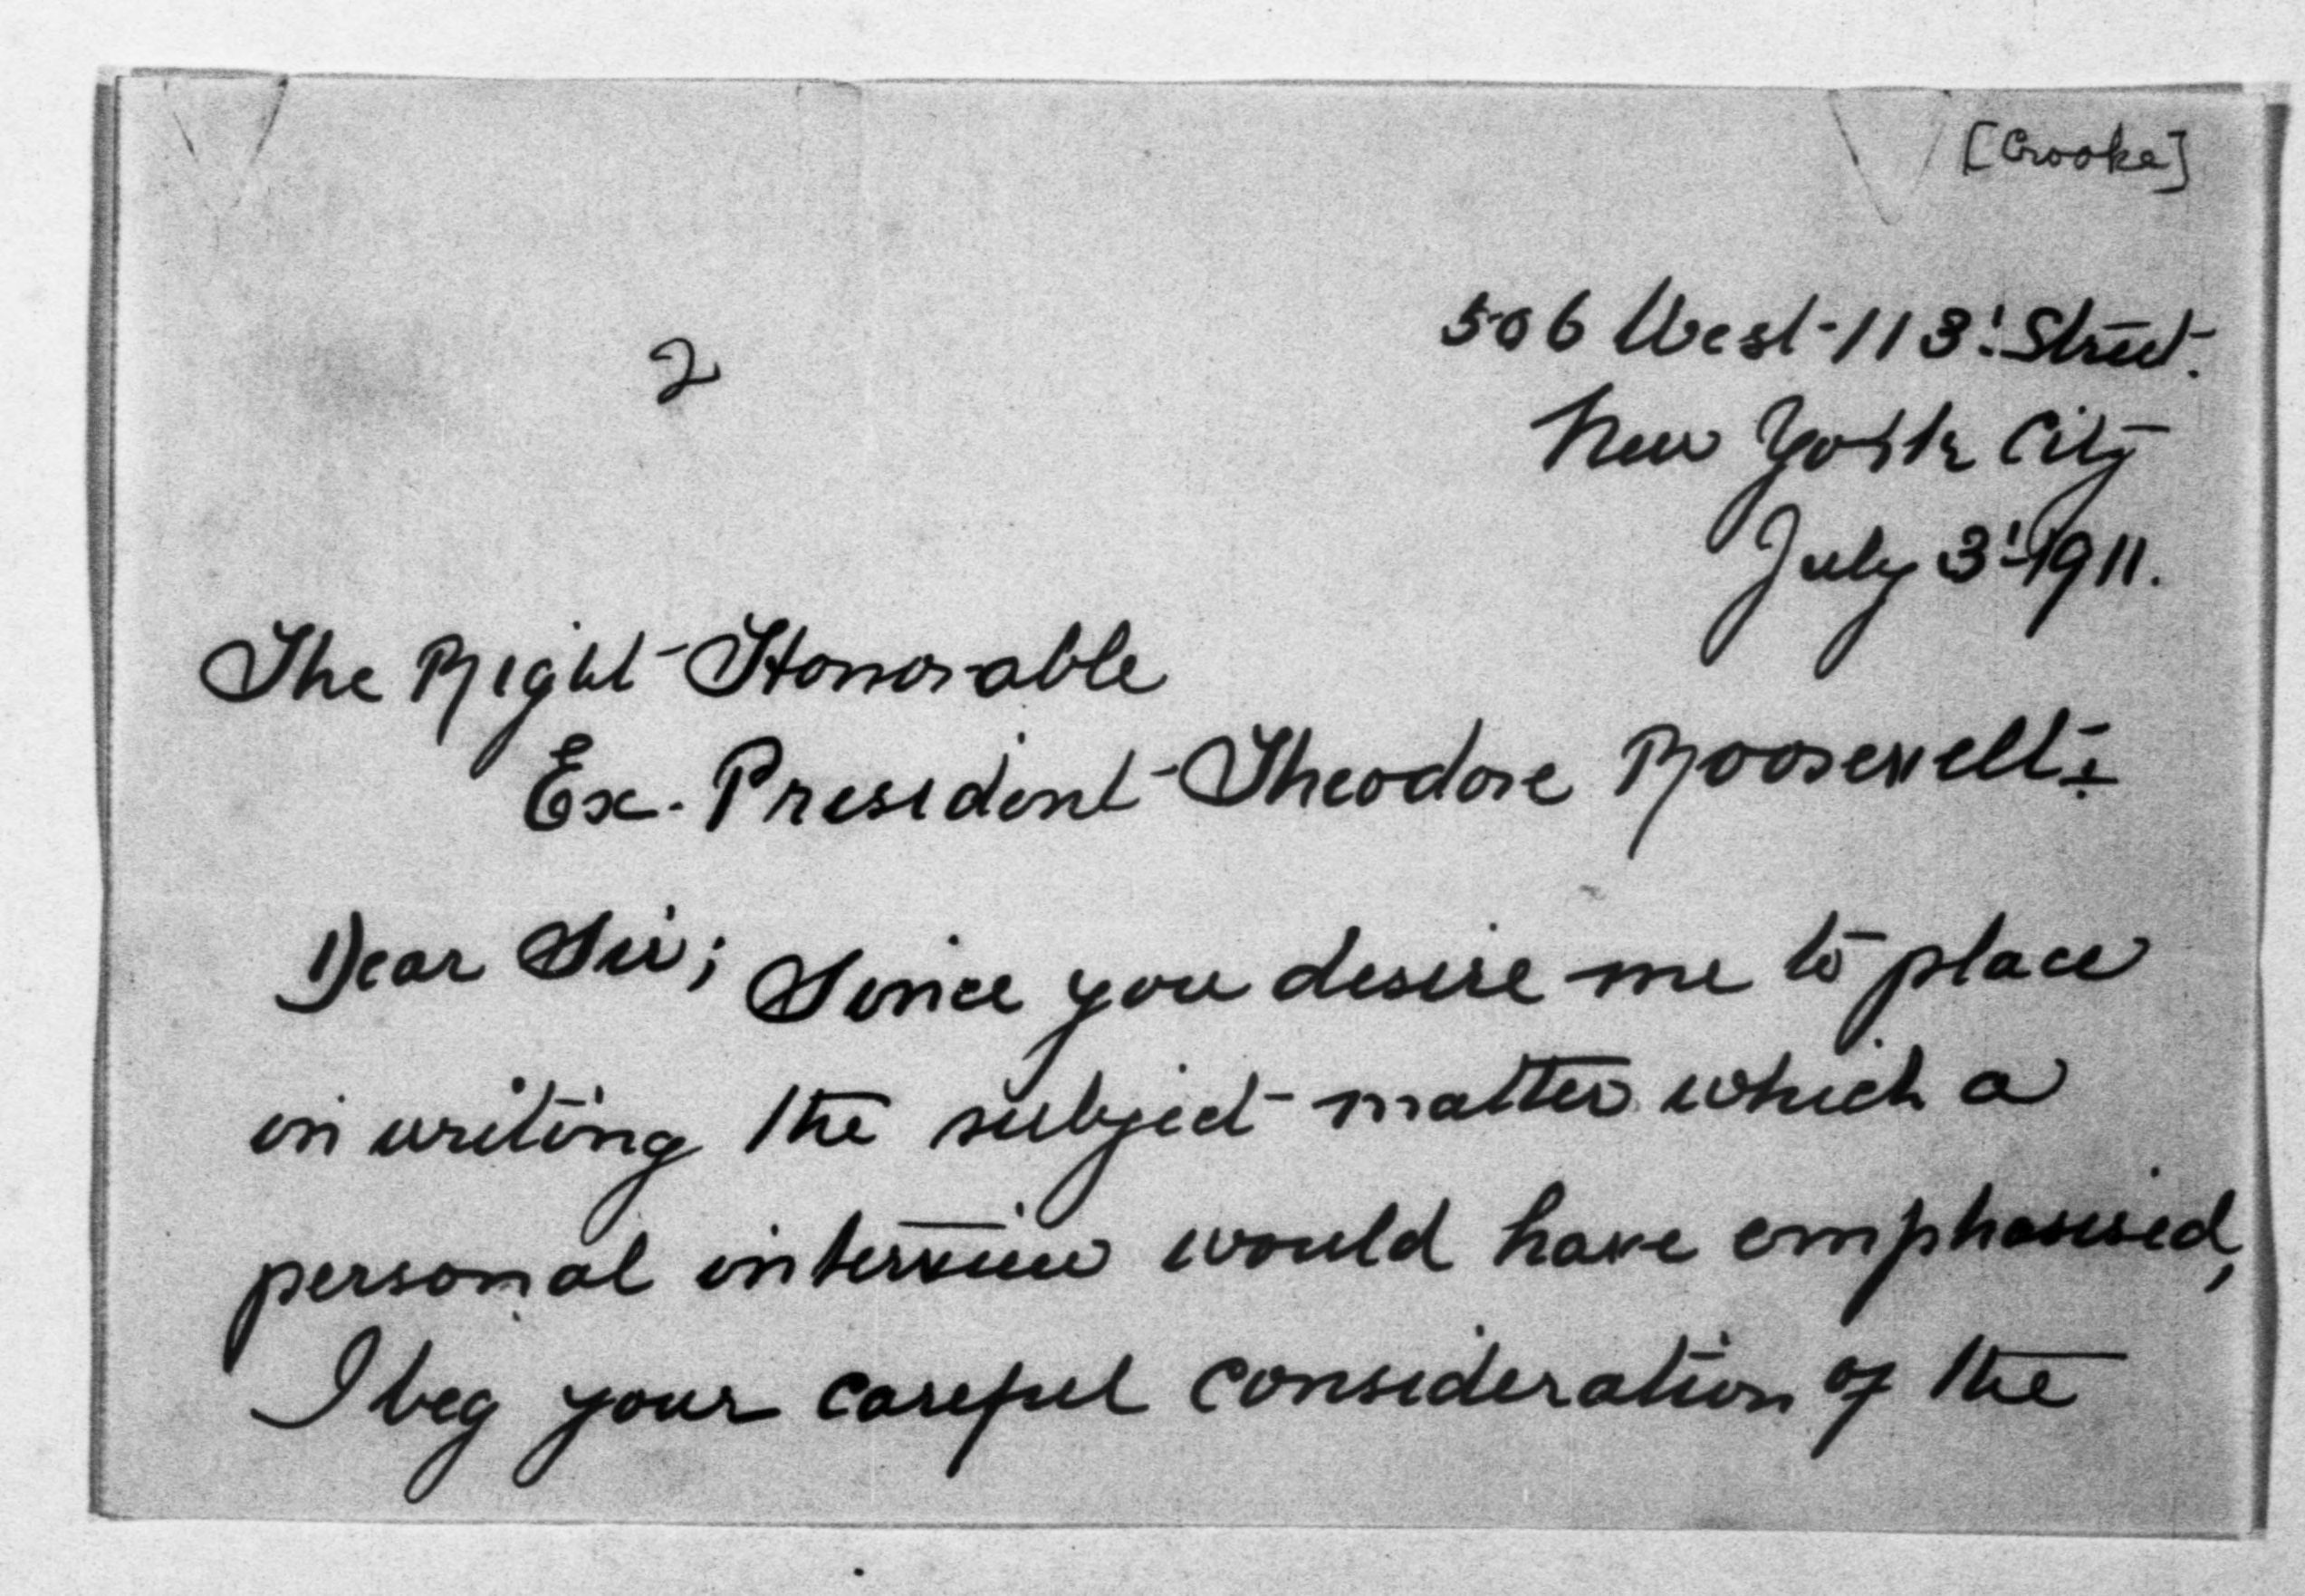 [Crooke]
506 West 113' Street.
2
New York City
July 3' 1911.
The Right Honorable
Ex-President Theodore Roosevelt:
Dear Sir; Since you desire me to place
in writing the subject matter which a
personal interview would have emphasised,
I beg your careful consideration of the